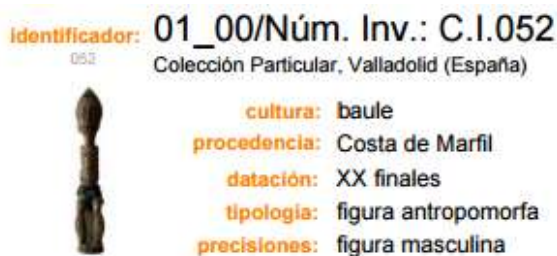 identificador: 01_00/Núm. Inv.: C.I.052
052
Colección Particular, Valladolid (España)
cultura: baule
procedencia: Costa de Marfil
datación: XX finales
tipologia: figura antropomorfa
precisiones: figura masculina